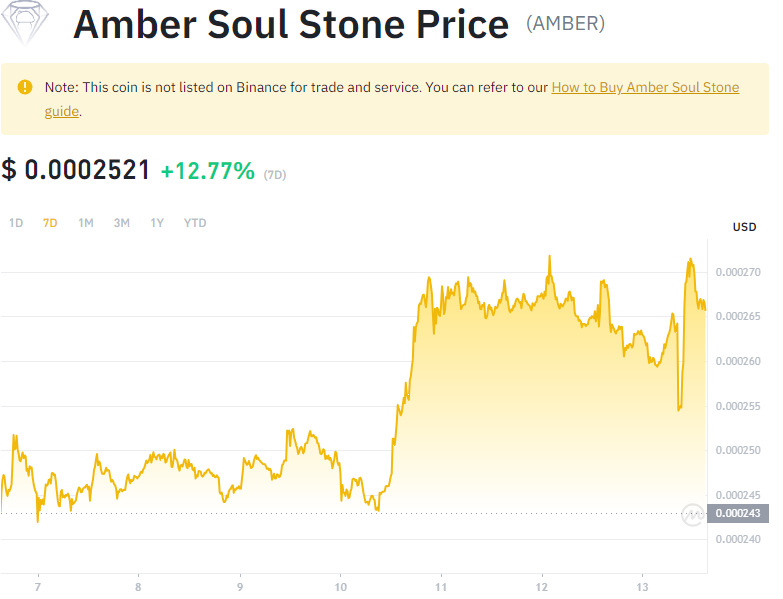 Amber Soul Stone Price (AMBER)
Note: This coin is not listed on Binance for trade and service. You can refer to our How to Buy Amber Soul Stone
guide.
$ 0.0002521 +12.77% (7D)
1D 7D 1M 3M 1Y YTD
USD
0.000270
0.000265
0.000260
0.000255
0.000250
0.000245
0.000243
0.000240
7 8 9 10 11 12 13